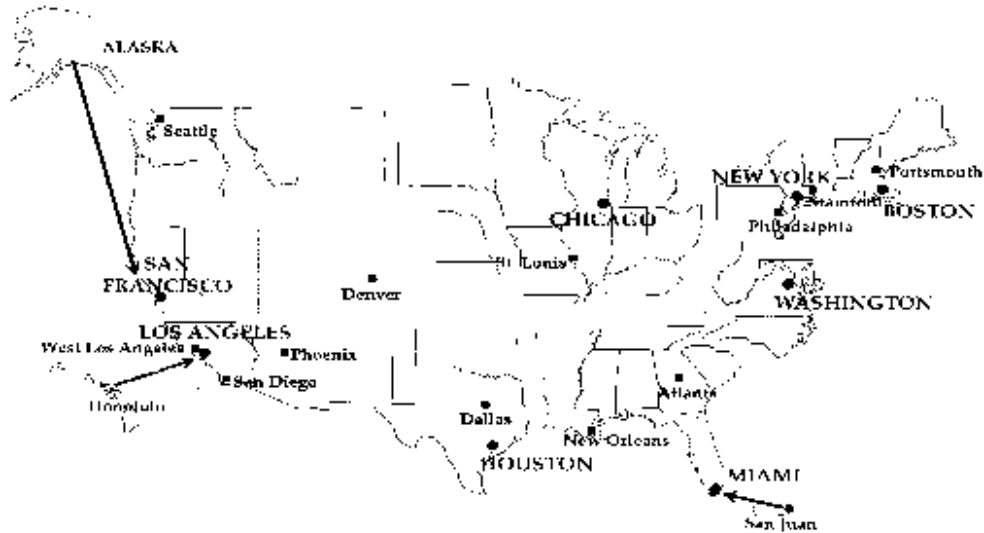 ALASKA
Seattle
NEW YORK
Portsmouth
Stamford
BOSTON
CHICAGO
Philadelphia
SAN
FRANCISCO
St Louis
Denver
WASHINGTON
LOS ANGELES
West Los Angeles
Phoenix
San Diego
Honolulu
Atlanta
Dallas
New Orleans
HOUSTON
MIAMI
San Juan